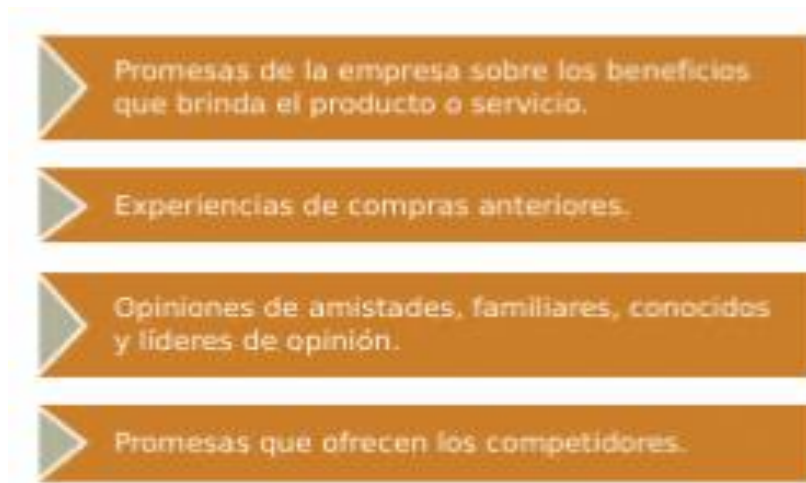 Promesas de la empresa sobre los beneficios
que brinda el producto o servicio.
Experiencias de compras anteriores.
Opiniones de amistades, familiares, conocidos
y líderes de opinión.
Promesas que ofrecen los competidores.